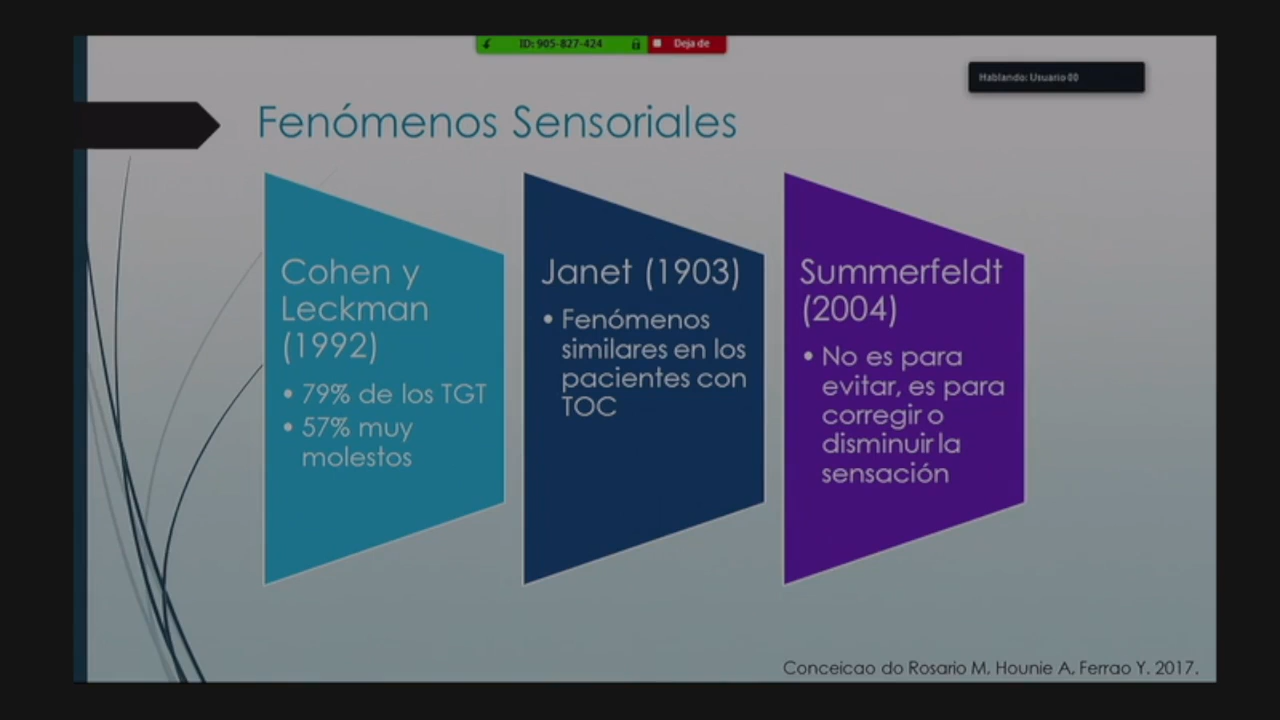 ID: 905-827-424
Deja de
Hablando: Usuario 00
Fenómenos Sensoriales
Cohen y
Leckman
(1992)
• 79% de los TGT
• 57% muy
molestos
Janet (1903)
• Fenómenos
similares en los
pacientes con
TOC
Summerfeldt
(2004)
• No es para
evitar, es para
corregir o
disminuir la
sensación
Conceicao do Rosario M, Hounie A, Ferrao Y. 2017.